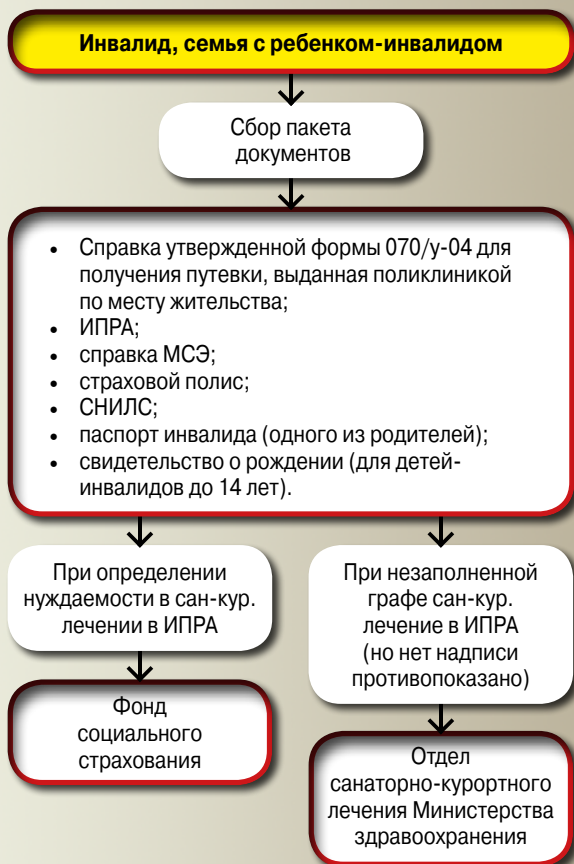 Инвалид, семья с ребенком-инвалидом
Сбор пакета
документов
• Справка утвержденной формы 070/у-04 для
получения путевки, выданная поликлиникой
по месту жительства;
• ИПРА;
• справка МСЭ;
• страховой полис;
• СНИЛС;
• паспорт инвалида (одного из родителей);
• свидетельство о рождении (для детей-
инвалидов до 14 лет).
При определении
нуждаемости в сан-кур.
лечении в ИПРА
Фонд
социального
страхования
При незаполненной
графе сан-кур.
лечение в ИПРА
(но нет надписи
противопоказано)
Отдел
санаторно-курортного
лечения Министерства
здравоохранения